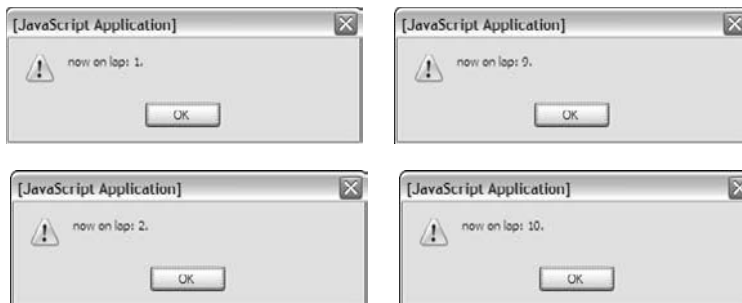 [JavaScript Application]
now on lap: 1.
OK
[JavaScript Application]
now on lap: 9.
OK
[JavaScript Application]
now on lap: 2.
OK
[JavaScript Application]
now on lap: 10.
OK